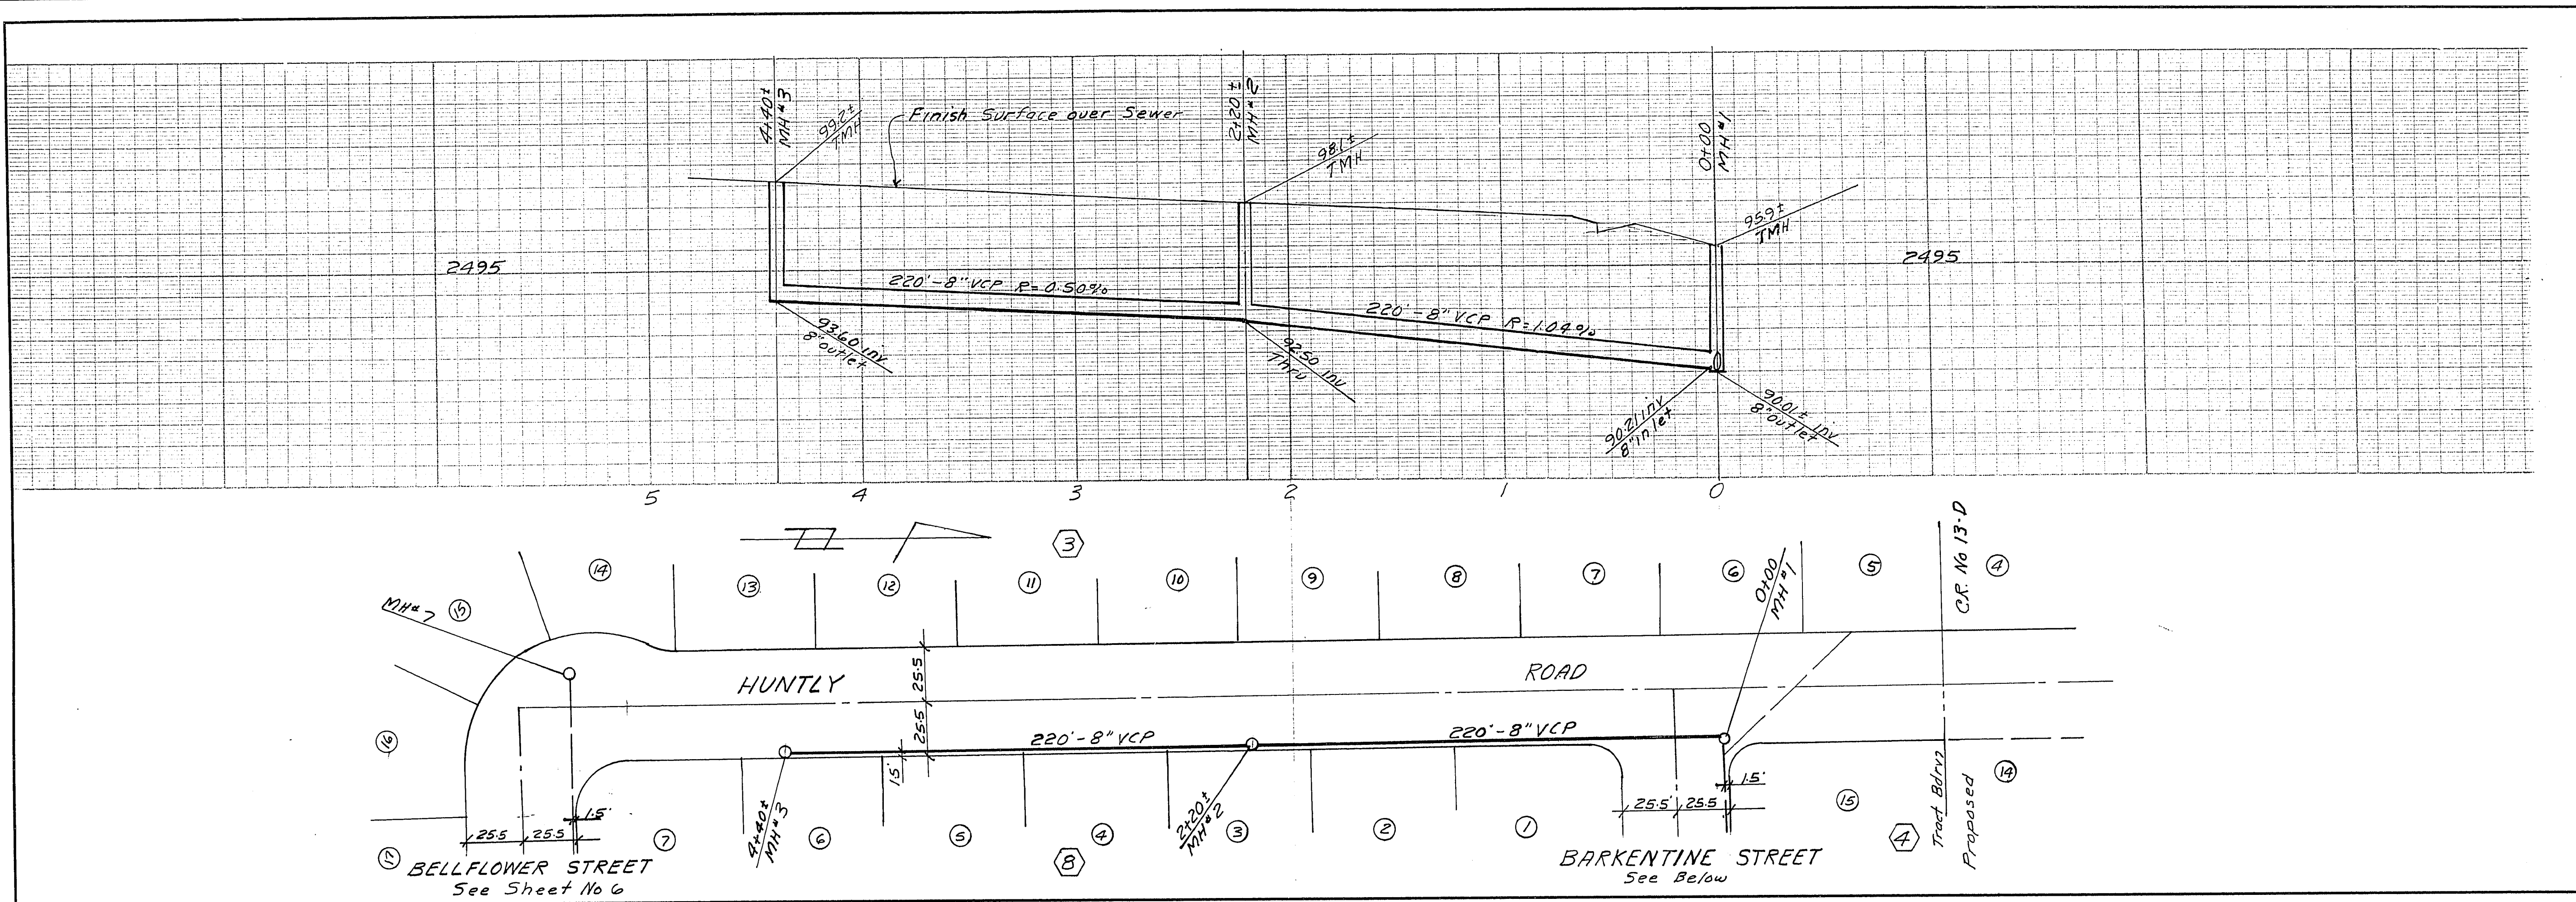 4+40±
MH#3
99.2±
TMH
Finish Surface over Sewer
2+20±
MH#2
98.1±
TMH
0+00
MH#1
95.9±
TMH
2495
2495
220'-8" VCP R=0.50%
220'-8" VCP R=1.04%
93.60 inv.
8" outlet
92.50 inv
Thru
90.21 inv
8" inlet
90.01± inv
8" outlet
5
4
3
2
1
0
3
14
13
12
11
10
9
8
7
6
5
4
C.R. No 13-D
0+00
MH#1
MH#7
15
HUNTLY
ROAD
25.5
25.5
220'-8" VCP
220'-8" VCP
1.5'
16
17
25.5
25.5
1.5'
7
4+40±
MH#3
6
5
4
2+20±
MH#2
3
2
1
25.5'
25.5
1.5'
15
14
8
4
Tract Bdry
Proposed
BELLFLOWER STREET
See Sheet No 6
BARKENTINE STREET
See Below